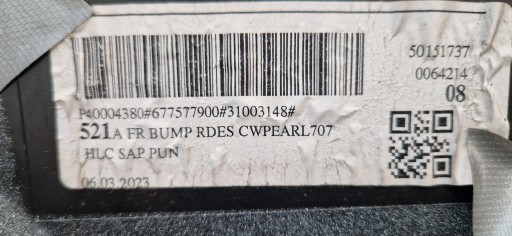 50151737
0064214
08
P40004380#677577900#31003148#
521A FR BUMP RDES CWPEARL707
HLC SAP PUN
06.03.2023